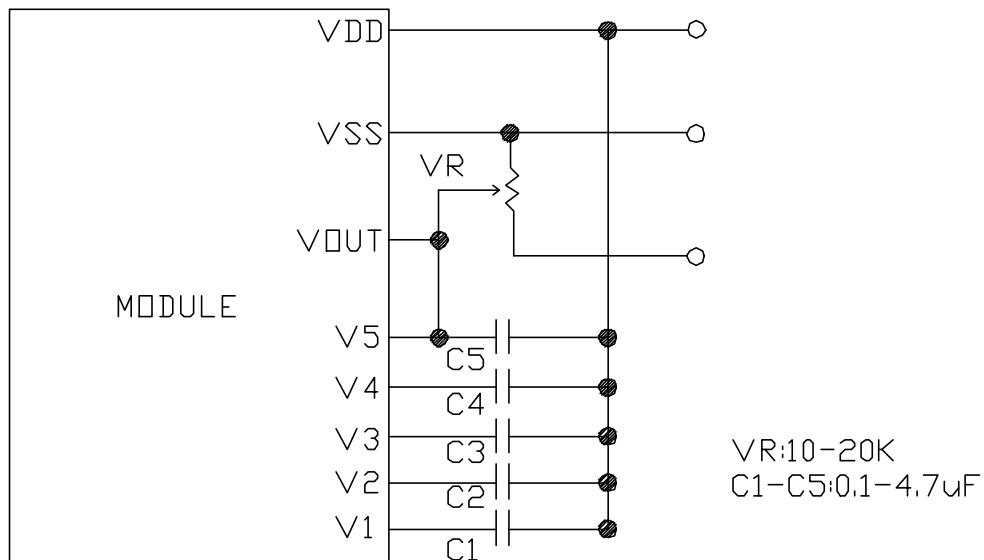 VDD
VSS
VR
VOUT
MODULE
V5
C5
V4
C4
V3
C3
V2
C2
V1
C1
VR:10-20K
C1-C5:0.1-4.7uF